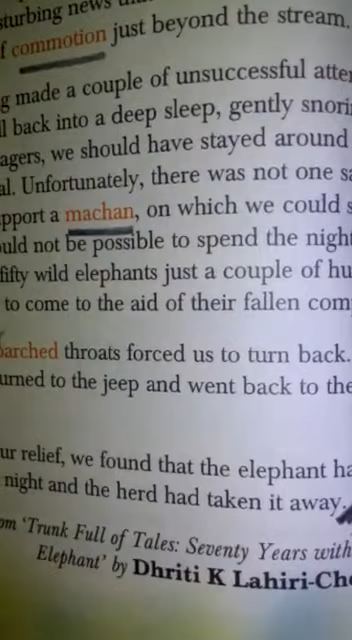 sturbing news
commotion just beyond the stream.
g made a couple of unsuccessful atte
ll back into a deep sleep, gently snori
agers, we should have stayed around
al. Unfortunately, there was not one s
pport a machan, on which we could s
uld not be possible to spend the night
fifty wild elephants just a couple of hu
to come to the aid of their fallen com
parched throats forced us to turn back.
urned to the jeep and went back to the
ur relief, we found that the elephant ha
night and the herd had taken it away.
om 'Trunk Full of Tales: Seventy Years with
Elephant' by Dhriti K Lahiri-Cho